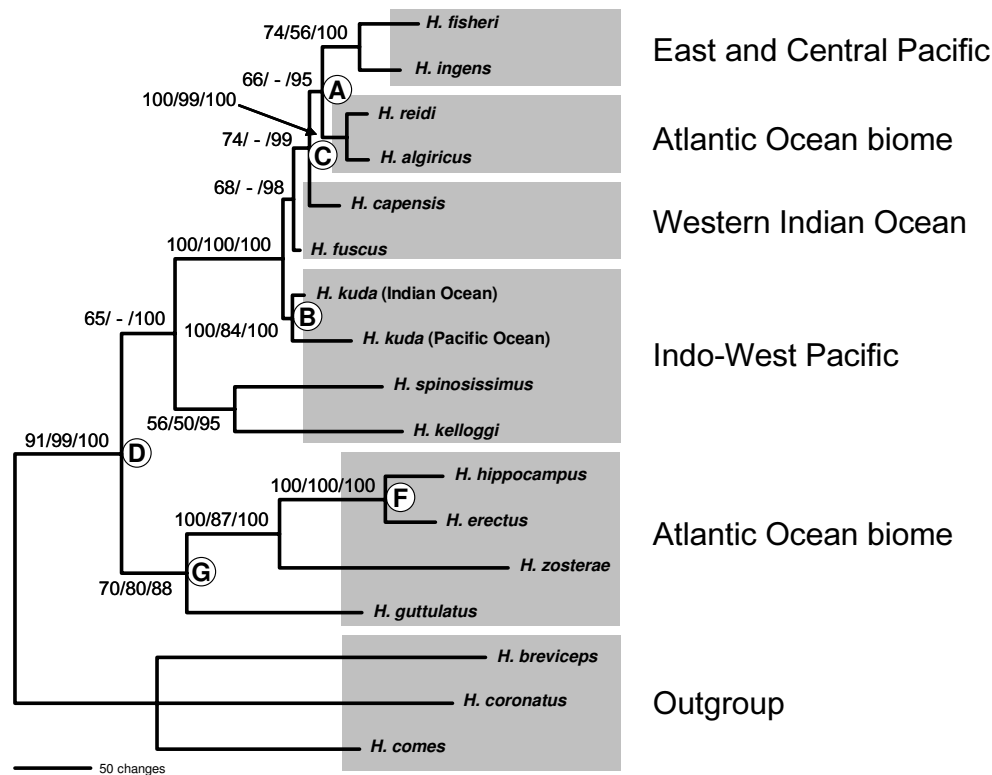 74/56/100
H. fisheri
H. ingens
East and Central Pacific
66/ - /95
A
100/99/100
H. reidi
H. algiricus
Atlantic Ocean biome
74/ - /99
C
68/ - /98
H. capensis
H. fuscus
Western Indian Ocean
100/100/100
H. kuda (Indian Ocean)
B
65/ - /100
100/84/100
H. kuda (Pacific Ocean)
H. spinosissimus
Indo-West Pacific
56/50/95
H. kelloggi
91/99/100
D
H. hippocampus
100/100/100
F
H. erectus
100/87/100
H. zosterae
Atlantic Ocean biome
G
70/80/88
H. guttulatus
H. breviceps
H. coronatus
Outgroup
H. comes
50 changes